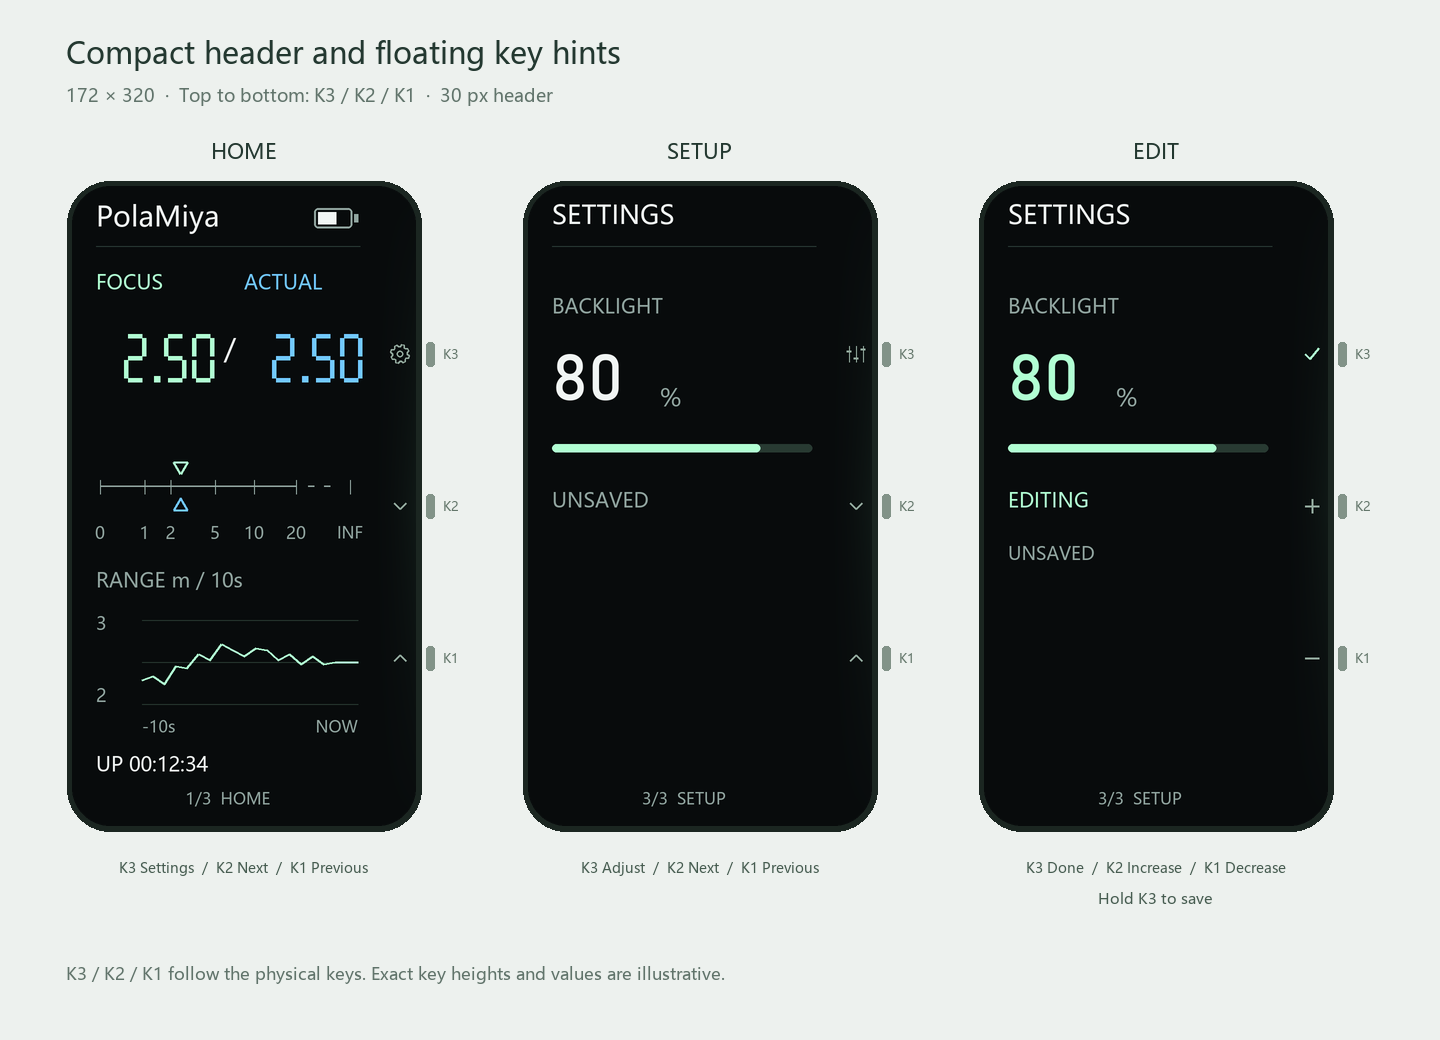 Compact header and floating key hints
172 × 320 · Top to bottom: K3 / K2 / K1 · 30 px header
HOME
PolaMiya
FOCUS ACTUAL
2.50 / 2.50
K3
K2
0 1 2 5 10 20 INF
RANGE m / 10s
3
K1
2
-10s NOW
UP 00:12:34
1/3 HOME
K3 Settings / K2 Next / K1 Previous
SETUP
SETTINGS
BACKLIGHT
80 %
K3
UNSAVED
K2
K1
3/3 SETUP
K3 Adjust / K2 Next / K1 Previous
EDIT
SETTINGS
BACKLIGHT
80 %
K3
EDITING
K2
UNSAVED
K1
3/3 SETUP
K3 Done / K2 Increase / K1 Decrease
Hold K3 to save
K3 / K2 / K1 follow the physical keys. Exact key heights and values are illustrative.